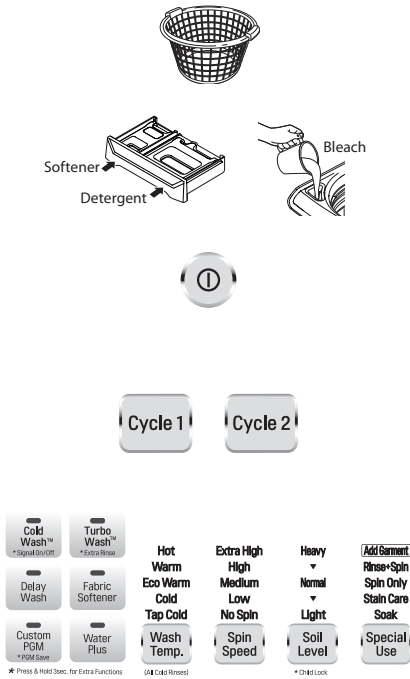 Bleach
Softener
Detergent
Cycle 1 Cycle 2
Cold Wash™
*Signal On/Off
Turbo Wash™
*Extra Rinse
Delay Wash
Fabric Softener
Custom PGM
*PGM Save
Water Plus
* Press & Hold 3sec. for Extra Functions
Hot
Warm
Eco Warm
Cold
Tap Cold
Wash Temp.
(All Cold Rinses)
Extra High
High
Medium
Low
No Spin
Spin Speed
Heavy
Normal
Light
Soil Level
* Child Lock
Add Garment
Rinse+Spin
Spin Only
Stain Care
Soak
Special Use